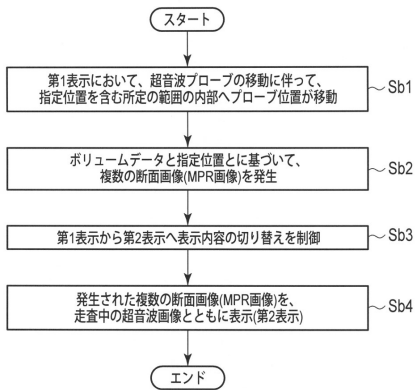 スタート
第1表示において、超音波プローブの移動に伴って、
指定位置を含む所定の範囲の内部へプローブ位置が移動
Sb1
ボリュームデータと指定位置とに基づいて、
複数の断面画像(MPR画像)を発生
Sb2
第1表示から第2表示へ表示内容の切り替えを制御
Sb3
発生された複数の断面画像(MPR画像)を、
走査中の超音波画像とともに表示(第2表示)
Sb4
エンド